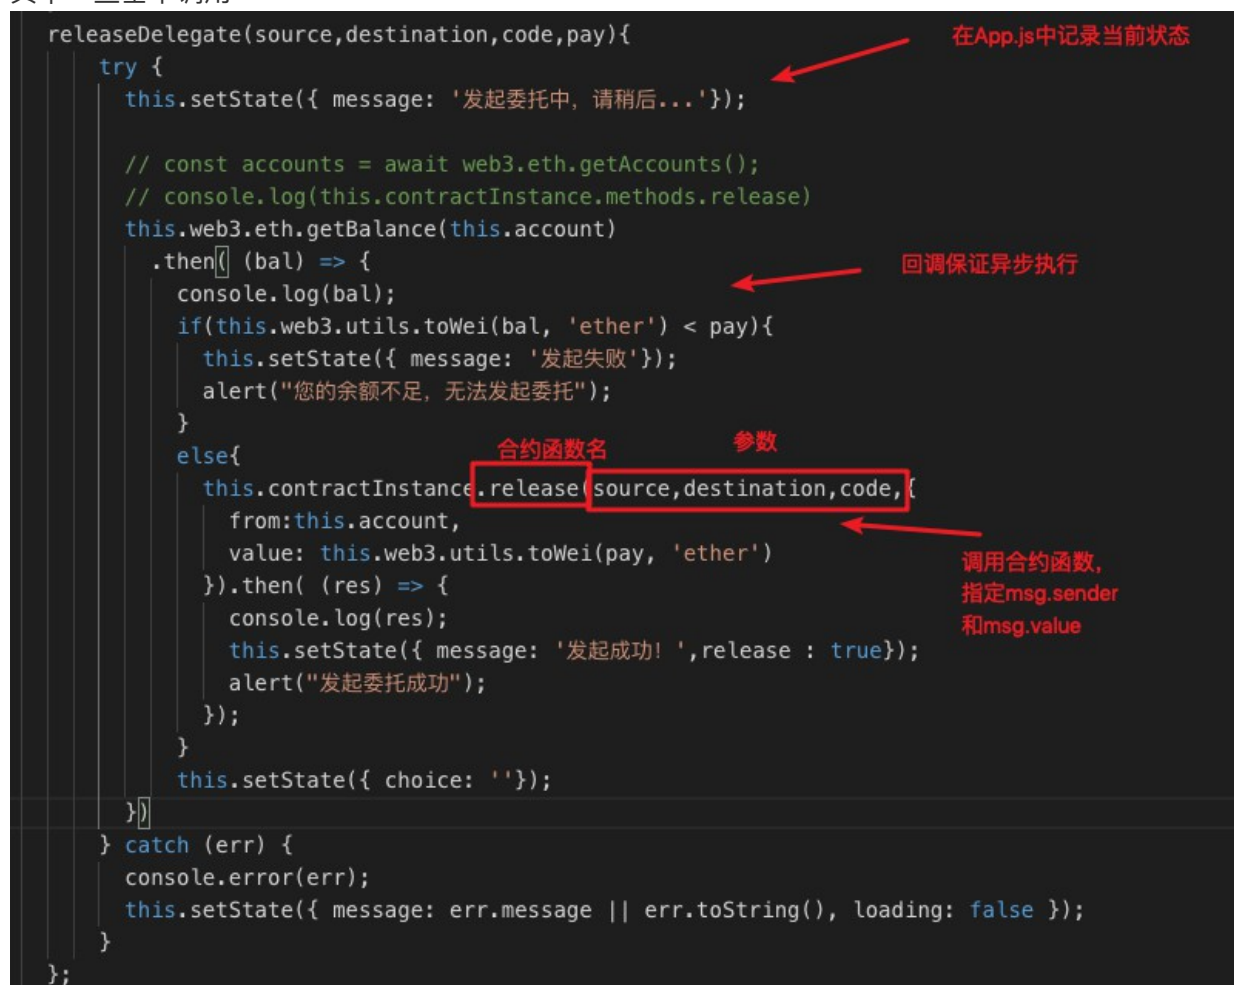 releaseDelegate(source,destination,code,pay){
在App.js中记录当前状态
try {
this.setState({ message: '发起委托中，请稍后...'});
// const accounts = await web3.eth.getAccounts();
// console.log(this.contractInstance.methods.release)
this.web3.eth.getBalance(this.account)
.then( (bal) => {
回调保证异步执行
console.log(bal);
if(this.web3.utils.toWei(bal, 'ether') < pay){
this.setState({ message: '发起失败'});
alert("您的余额不足，无法发起委托");
}
else{
合约函数名
参数
this.contractInstance.release(source,destination,code,{
from:this.account,
value: this.web3.utils.toWei(pay, 'ether')
调用合约函数，
指定msg.sender
和msg.value
}).then( (res) => {
console.log(res);
this.setState({ message: '发起成功！',release : true});
alert("发起委托成功");
});
}
this.setState({ choice: ''});
})
} catch (err) {
console.error(err);
this.setState({ message: err.message || err.toString(), loading: false });
}
};